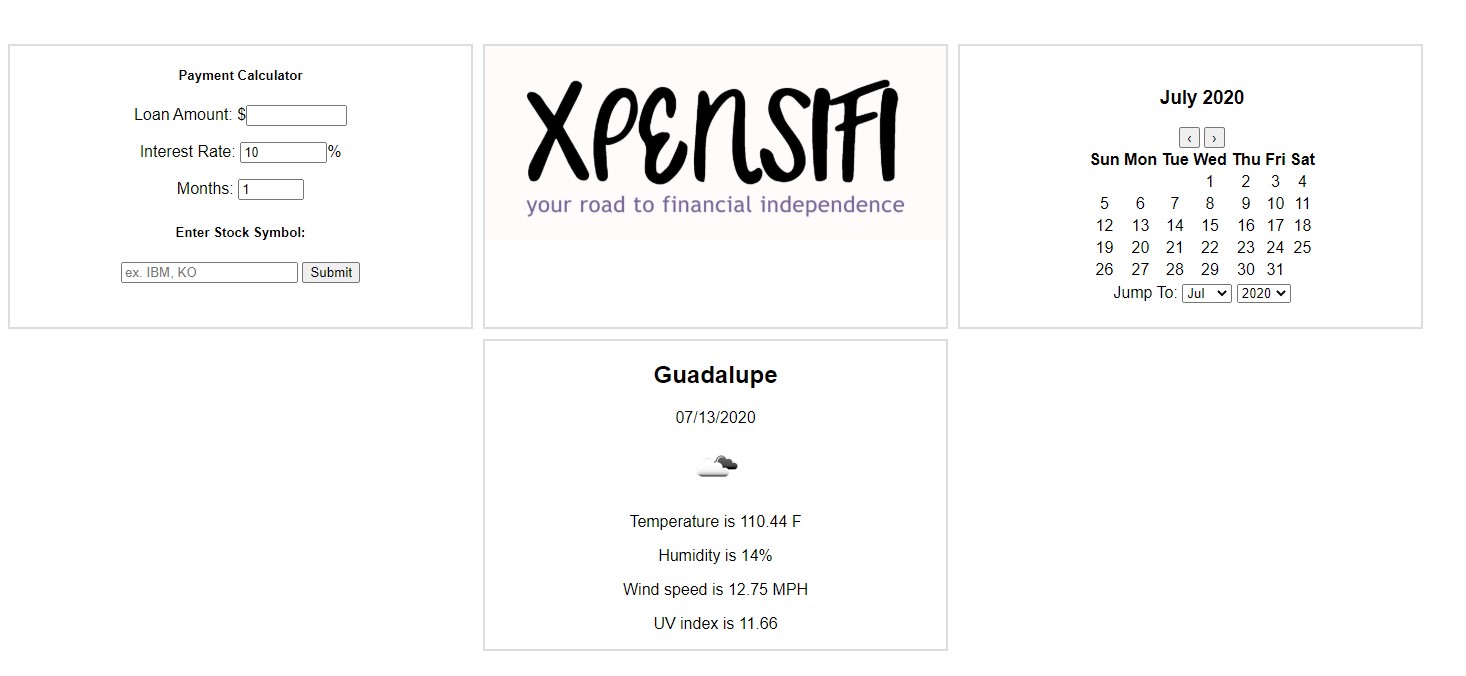 Payment Calculator
Loan Amount: $
Interest Rate: 10 %
Months: 1
Enter Stock Symbol:
ex. IBM, KO Submit
XPENSIFI
your road to financial independence
July 2020
‹ ›
Sun Mon Tue Wed Thu Fri Sat
1 2 3 4
5 6 7 8 9 10 11
12 13 14 15 16 17 18
19 20 21 22 23 24 25
26 27 28 29 30 31
Jump To: Jul 2020
Guadalupe
07/13/2020
Temperature is 110.44 F
Humidity is 14%
Wind speed is 12.75 MPH
UV index is 11.66